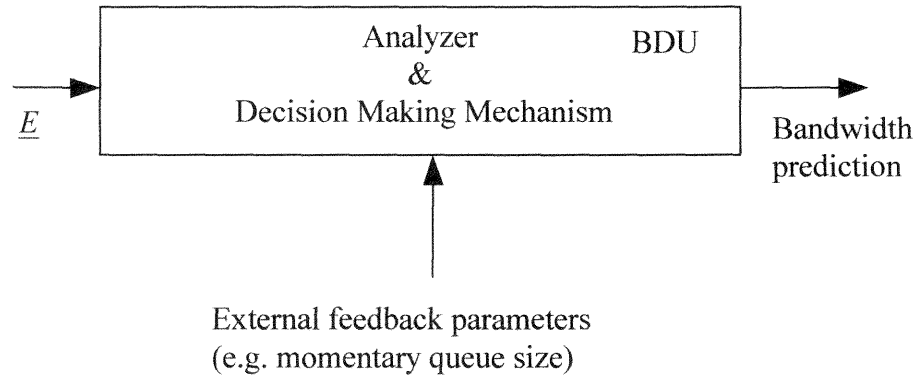 Analyzer BDU
&
Decision Making Mechanism
E
Bandwidth
prediction
External feedback parameters
(e.g. momentary queue size)